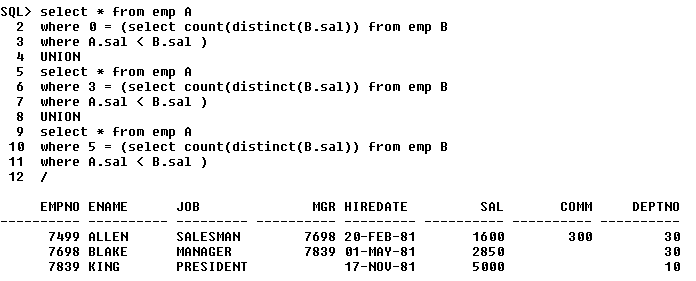 SQL> select * from emp A
2 where 0 = (select count(distinct(B.sal)) from emp B
3 where A.sal < B.sal )
4 UNION
5 select * from emp A
6 where 3 = (select count(distinct(B.sal)) from emp B
7 where A.sal < B.sal )
8 UNION
9 select * from emp A
10 where 5 = (select count(distinct(B.sal)) from emp B
11 where A.sal < B.sal )
12 /
EMPNO ENAME JOB MGR HIREDATE SAL COMM DEPTNO
---------- ---------- --------- ---------- --------- ---------- ---------- ----------
7499 ALLEN SALESMAN 7698 20-FEB-81 1600 300 30
7698 BLAKE MANAGER 7839 01-MAY-81 2850 30
7839 KING PRESIDENT 17-NOV-81 5000 10